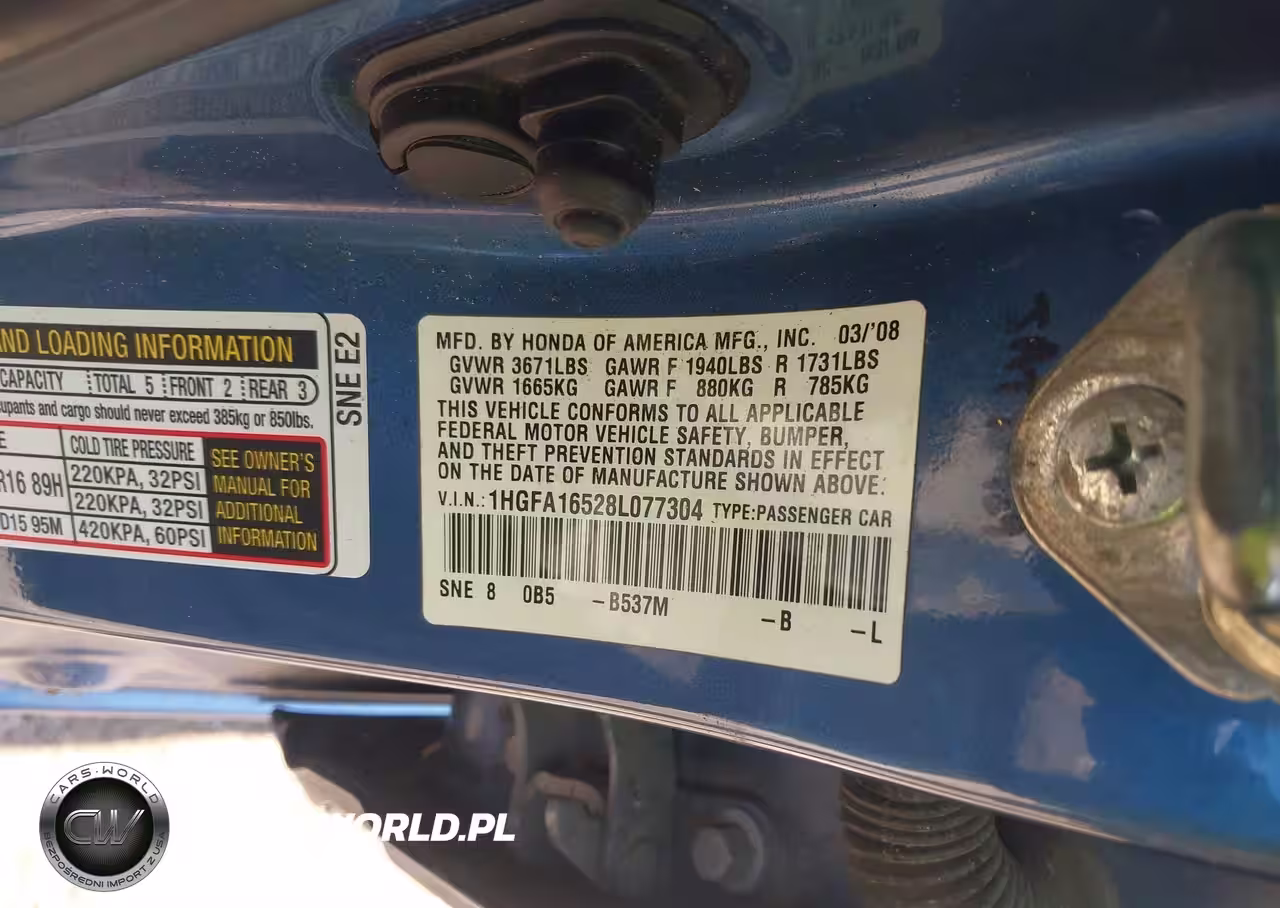 ND LOADING INFORMATION
CAPACITY TOTAL 5 FRONT 2 REAR 3
upants and cargo should never exceed 385kg or 850lbs.
E COLD TIRE PRESSURE SEE OWNER'S MANUAL FOR ADDITIONAL INFORMATION
R16 89H 220KPA, 32PSI
220KPA, 32PSI
D15 95M 420KPA, 60PSI
SNE E2
MFD. BY HONDA OF AMERICA MFG., INC. 03/'08
GVWR 3671LBS GAWR F 1940LBS R 1731LBS
GVWR 1665KG GAWR F 880KG R 785KG
THIS VEHICLE CONFORMS TO ALL APPLICABLE
FEDERAL MOTOR VEHICLE SAFETY, BUMPER,
AND THEFT PREVENTION STANDARDS IN EFFECT
ON THE DATE OF MANUFACTURE SHOWN ABOVE:
V.I.N.: 1HGFA16528L077304 TYPE:PASSENGER CAR
SNE 8 0B5 -B537M -B -L
CARS-WORLD
CW
BEZPOŚREDNI IMPORT Z USA
WORLD.PL